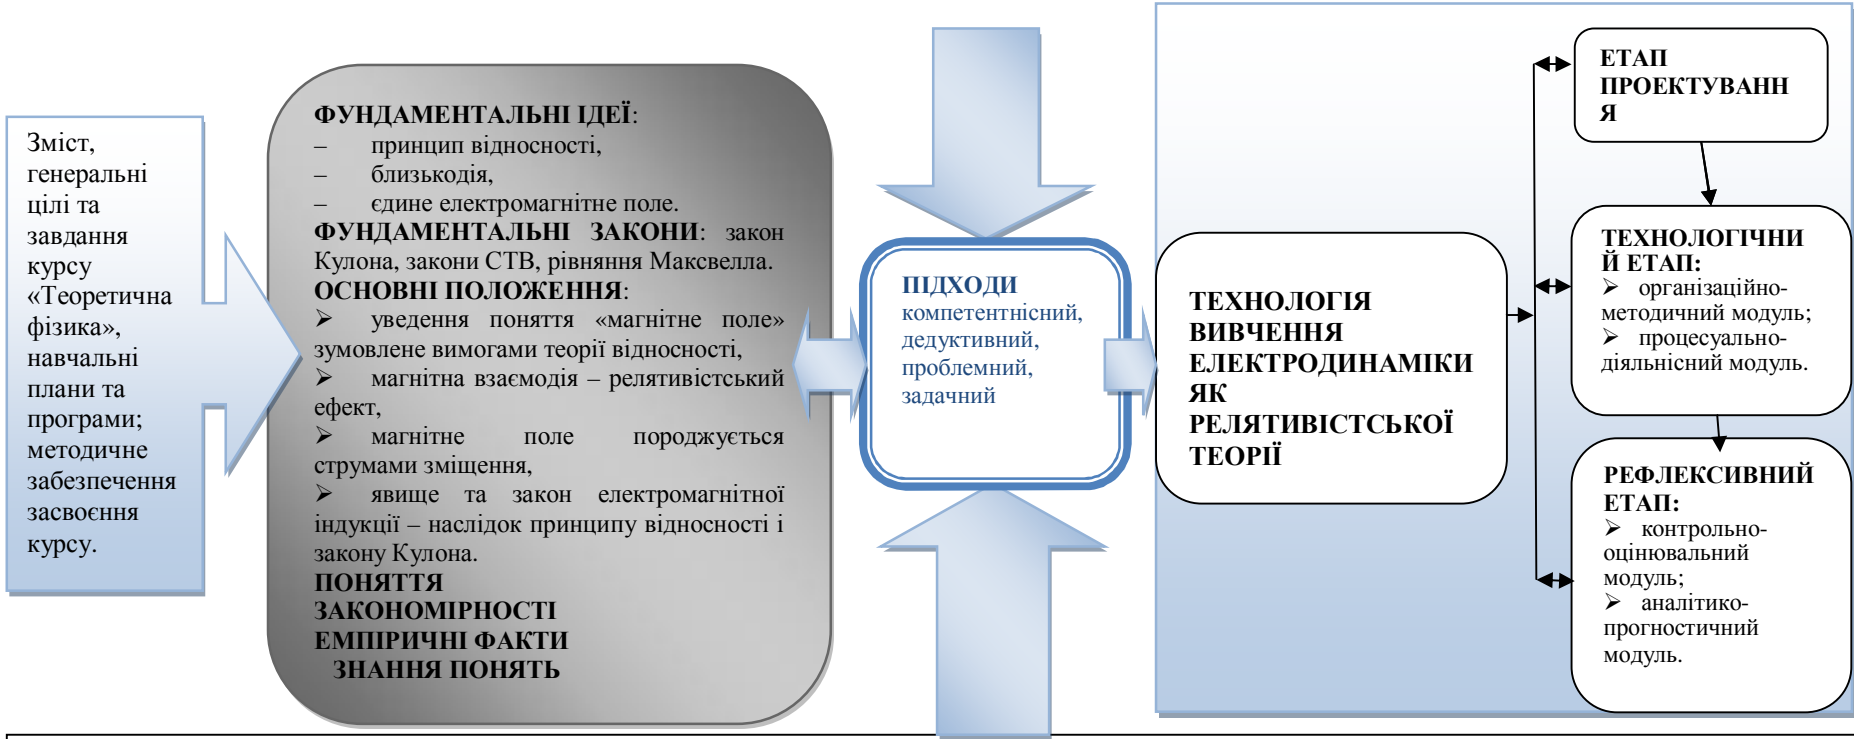 Зміст,
генеральні
цілі та
завдання
курсу
«Теоретична
фізика»,
навчальні
плани та
програми;
методичне
забезпечення
засвоєння
курсу.
ФУНДАМЕНТАЛЬНІ ІДЕЇ:
– принцип відносності,
– близькодія,
– єдине електромагнітне поле.
ФУНДАМЕНТАЛЬНІ ЗАКОНИ: закон
Кулона, закони СТВ, рівняння Максвелла.
ОСНОВНІ ПОЛОЖЕННЯ:
➢ уведення поняття «магнітне поле»
зумовлене вимогами теорії відносності,
➢ магнітна взаємодія – релятивістський
ефект,
➢ магнітне поле породжується
струмами зміщення,
➢ явище та закон електромагнітної
індукції – наслідок принципу відносності і
закону Кулона.
ПОНЯТТЯ
ЗАКОНОМІРНОСТІ
ЕМПІРИЧНІ ФАКТИ
ЗНАННЯ ПОНЯТЬ
ПІДХОДИ
компетентнісний,
дедуктивний,
проблемний,
задачний
ТЕХНОЛОГІЯ
ВИВЧЕННЯ
ЕЛЕКТРОДИНАМІКИ
ЯК
РЕЛЯТИВІСТСЬКОЇ
ТЕОРІЇ
ЕТАП
ПРОЕКТУВАНН
Я
ТЕХНОЛОГІЧНИ
Й ЕТАП:
➢ організаційно-
методичний модуль;
➢ процесуально-
діяльнісний модуль.
РЕФЛЕКСИВНИЙ
ЕТАП:
➢ контрольно-
оцінювальний
модуль;
➢ аналітико-
прогностичний
модуль.